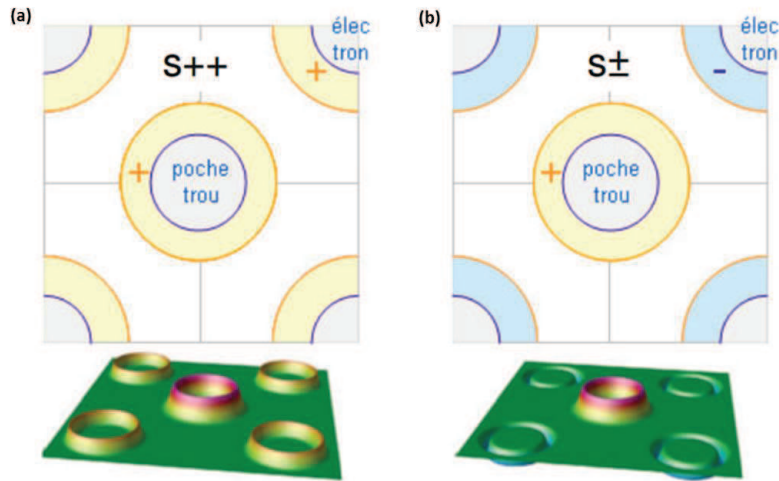 (a)
élec
tron
S++
+
+
poche
trou
(b)
élec
tron
S±
-
+
poche
trou